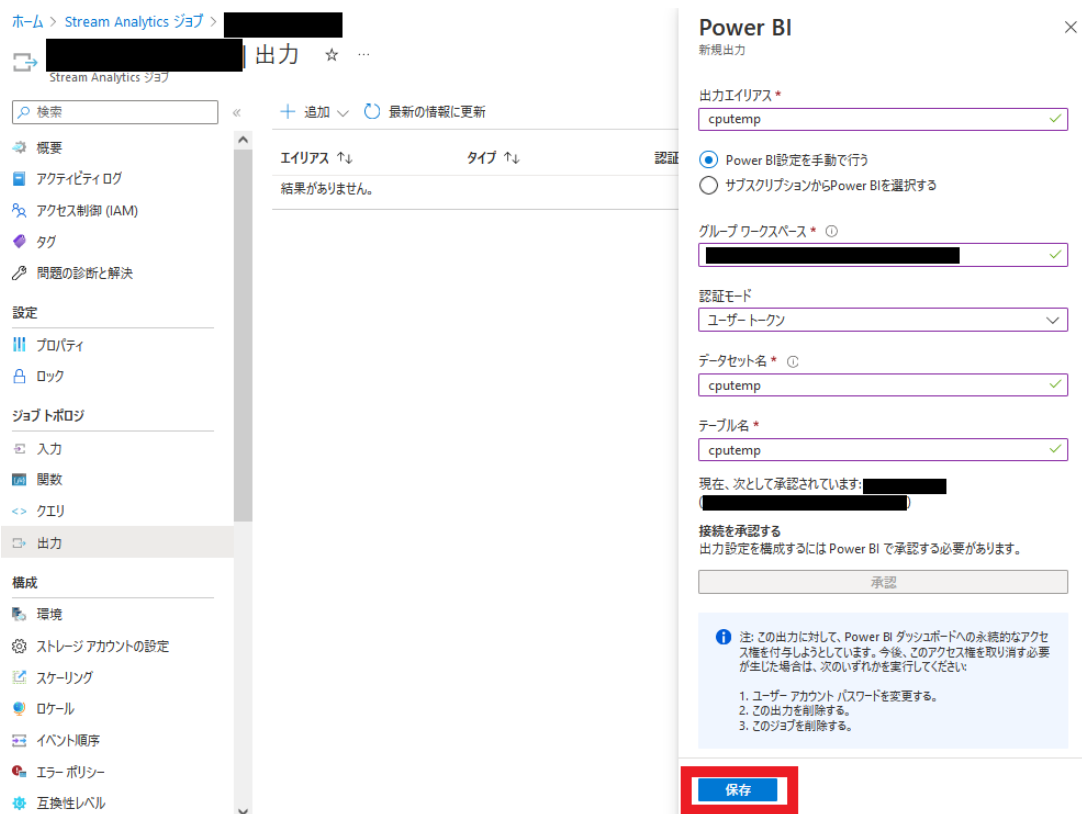 ホーム > Stream Analytics ジョブ >
| 出力 ☆ …
Stream Analytics ジョブ
検索
«
概要
アクティビティ ログ
アクセス制御 (IAM)
タグ
問題の診断と解決
設定
プロパティ
ロック
ジョブ トポロジ
入力
関数
クエリ
出力
構成
環境
ストレージ アカウントの設定
スケーリング
ロケール
イベント順序
エラー ポリシー
互換性レベル
+ 追加 最新の情報に更新
エイリアス ↑↓ タイプ ↑↓ 認証
結果がありません。
Power BI
新規出力
出力エイリアス *
cputemp
Power BI設定を手動で行う
サブスクリプションからPower BIを選択する
グループ ワークスペース *
認証モード
ユーザー トークン
データセット名 *
cputemp
テーブル名 *
cputemp
現在、次として承認されています:
( )
接続を承認する
出力設定を構成するには Power BI で承認する必要があります。
承認
注: この出力に対して、Power BI ダッシュボードへの永続的なアクセ
ス権を付与しようとしています。今後、このアクセス権を取り消す必要
が生じた場合は、次のいずれかを実行してください:
1. ユーザー アカウント パスワードを変更する。
2. この出力を削除する。
3. このジョブを削除する。
保存